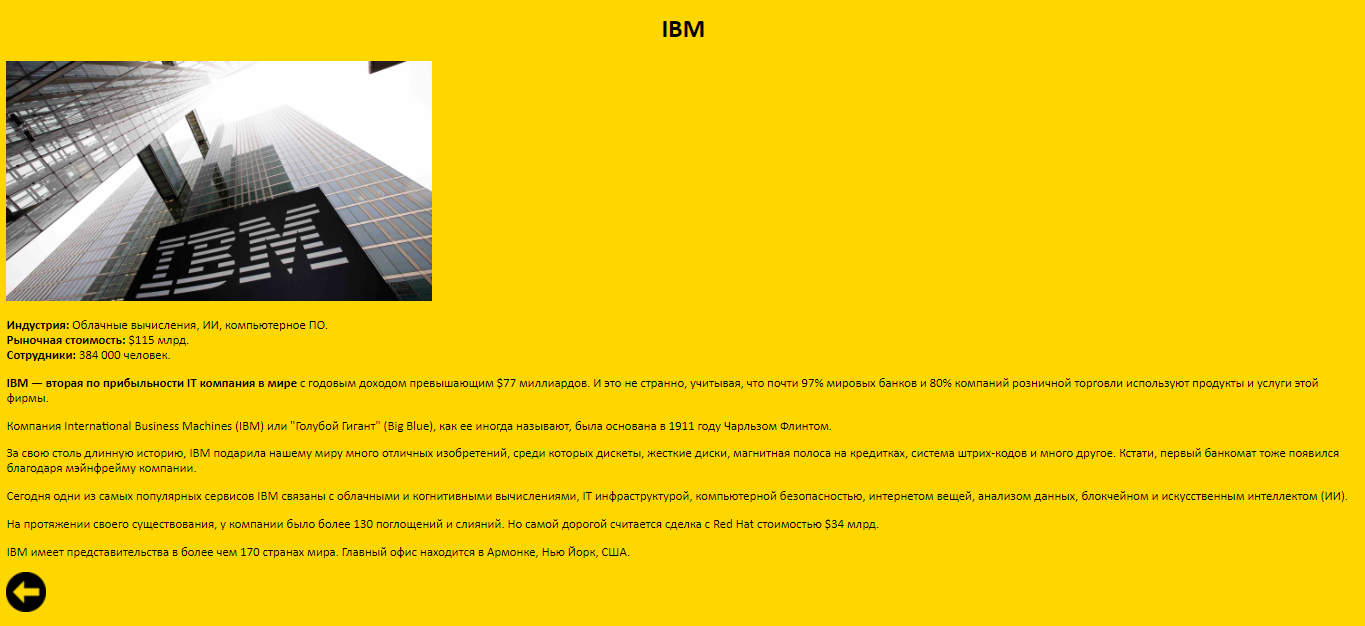 IBM
IBM
Индустрия: Облачные вычисления, ИИ, компьютерное ПО.
Рыночная стоимость: $115 млрд.
Сотрудники: 384 000 человек.
IBM — вторая по прибыльности IT компания в мире с годовым доходом превышающим $77 миллиардов. И это не странно, учитывая, что почти 97% мировых банков и 80% компаний розничной торговли используют продукты и услуги этой
фирмы.
Компания International Business Machines (IBM) или "Голубой Гигант" (Big Blue), как ее иногда называют, была основана в 1911 году Чарльзом Флинтом.
За свою столь длинную историю, IBM подарила нашему миру много отличных изобретений, среди которых дискеты, жесткие диски, магнитная полоса на кредитках, система штрих-кодов и много другое. Кстати, первый банкомат тоже появился
благодаря мэйнфрейму компании.
Сегодня одни из самых популярных сервисов IBM связаны с облачными и когнитивными вычислениями, IT инфраструктурой, компьютерной безопасностью, интернетом вещей, анализом данных, блокчейном и искусственным интеллектом (ИИ).
На протяжении своего существования, у компании было более 130 поглощений и слияний. Но самой дорогой считается сделка с Red Hat стоимостью $34 млрд.
IBM имеет представительства в более чем 170 странах мира. Главный офис находится в Армонке, Нью Йорк, США.